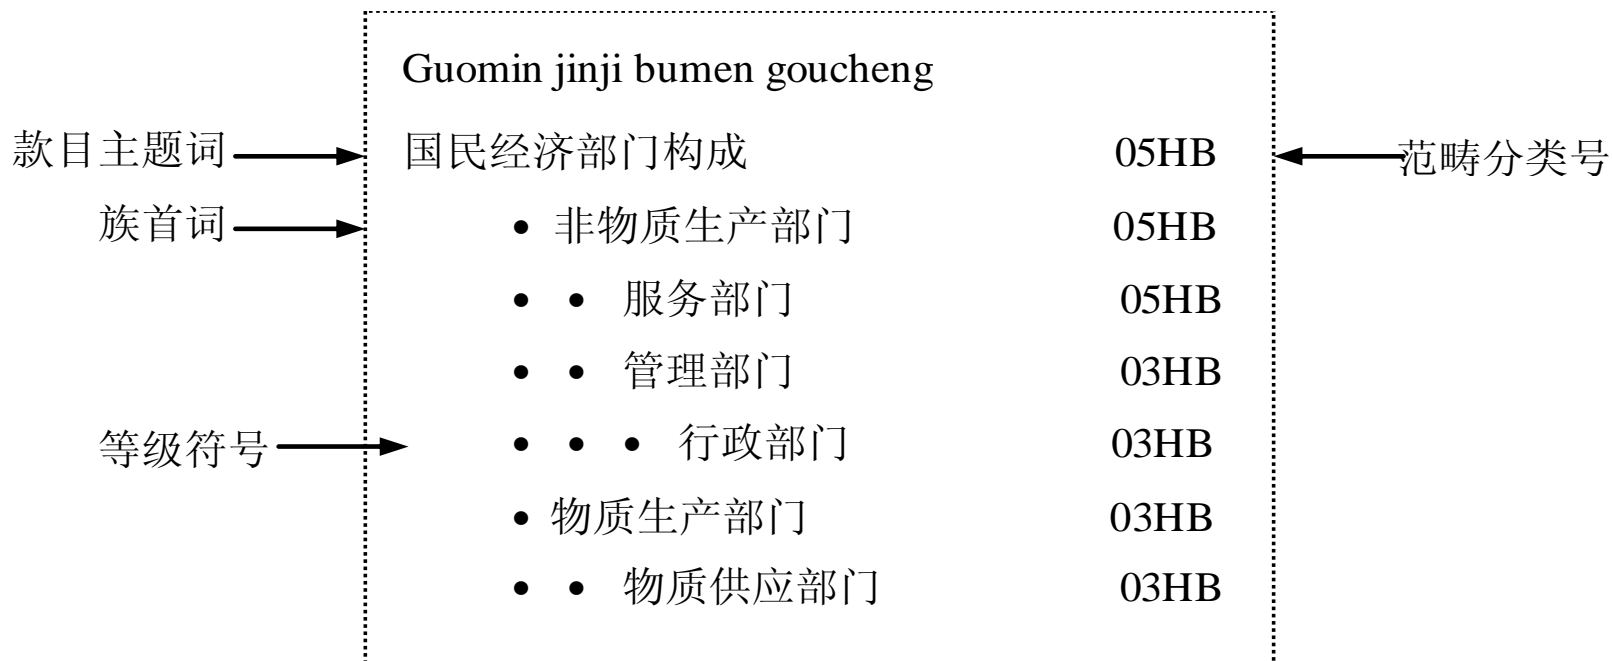 Guomin jinji bumen goucheng
款目主题词 国民经济部门构成 05HB 范畴分类号
族首词 • 非物质生产部门 05HB
• • 服务部门 05HB
• • 管理部门 03HB
等级符号 • • • 行政部门 03HB
• 物质生产部门 03HB
• • 物质供应部门 03HB